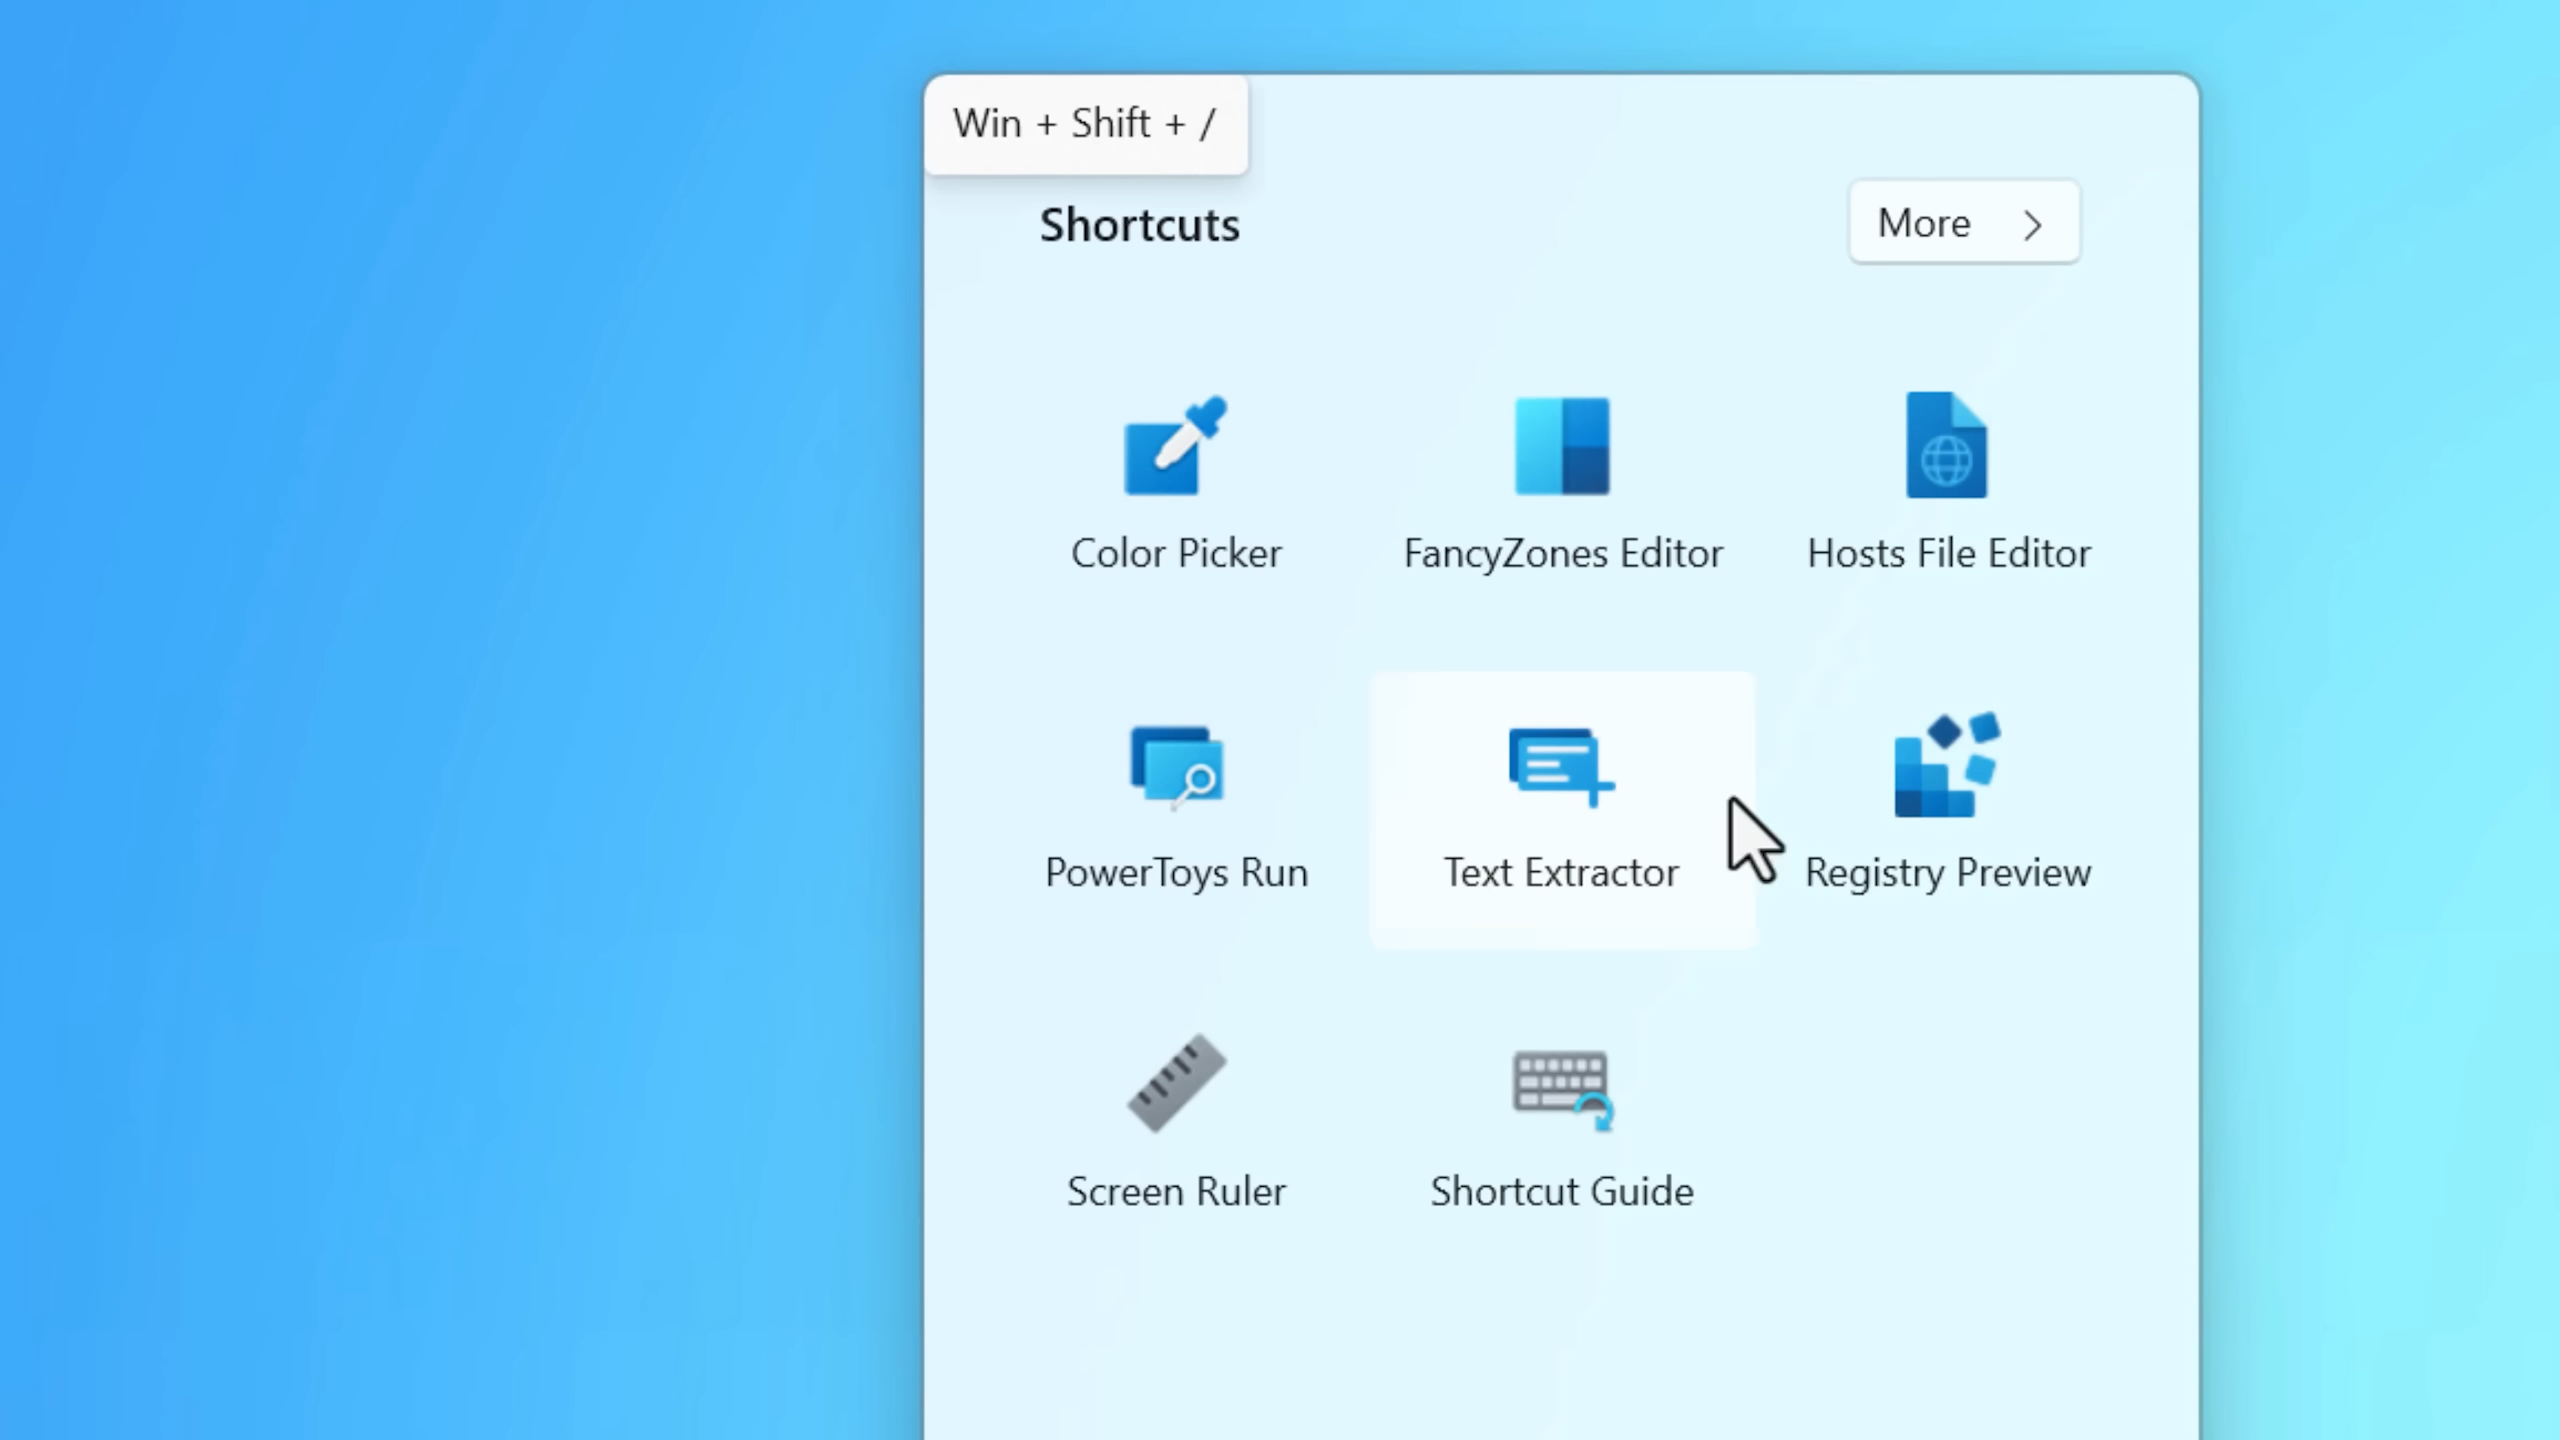 Win + Shift + /
Shortcuts
More
Color Picker
FancyZones Editor
Hosts File Editor
PowerToys Run
Text Extractor
Registry Preview
Screen Ruler
Shortcut Guide